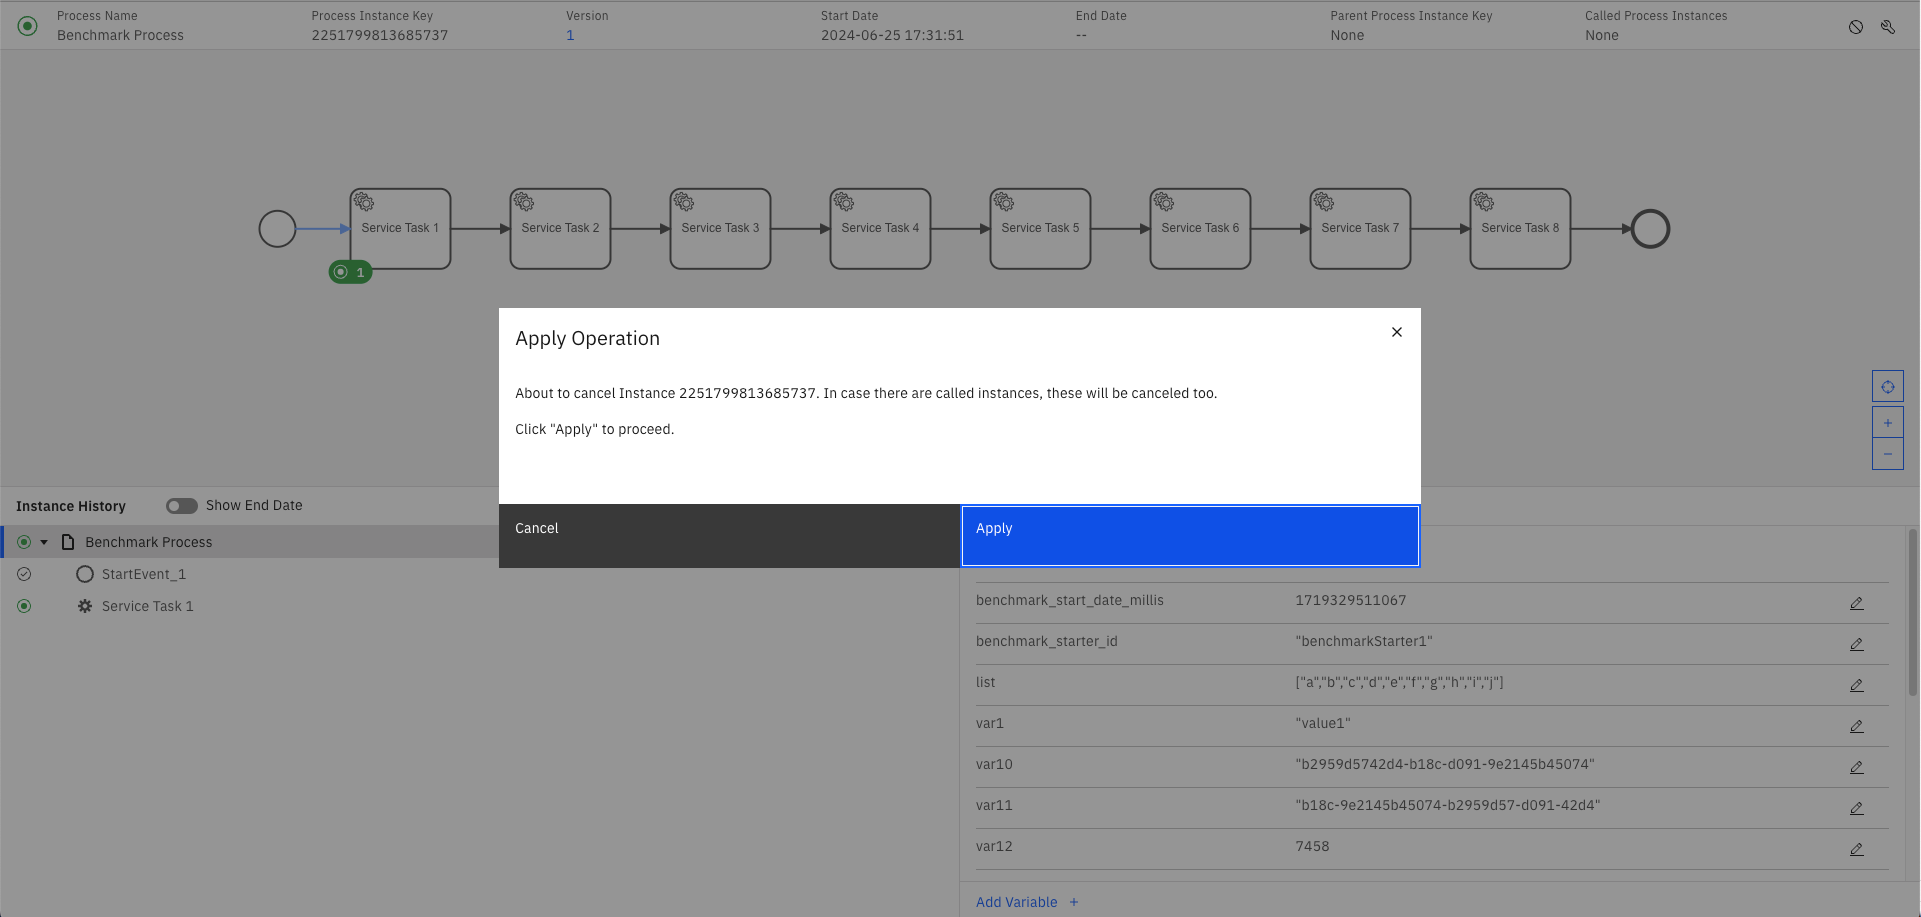 Process Name
Process Instance Key
Version
Start Date
End Date
Parent Process Instance Key
Called Process Instances
Benchmark Process
2251799813685737
1
2024-06-25 17:31:51
--
None
None
Service Task 1
Service Task 2
Service Task 3
Service Task 4
Service Task 5
Service Task 6
Service Task 7
Service Task 8
1
Apply Operation
About to cancel Instance 2251799813685737. In case there are called instances, these will be canceled too.
Click "Apply" to proceed.
Cancel
Apply
Instance History
Show End Date
Benchmark Process
StartEvent_1
Service Task 1
benchmark_start_date_millis
1719329511067
benchmark_starter_id
"benchmarkStarter1"
list
["a","b","c","d","e","f","g","h","i","j"]
var1
"value1"
var10
"b2959d5742d4-b18c-d091-9e2145b45074"
var11
"b18c-9e2145b45074-b2959d57-d091-42d4"
var12
7458
Add Variable +